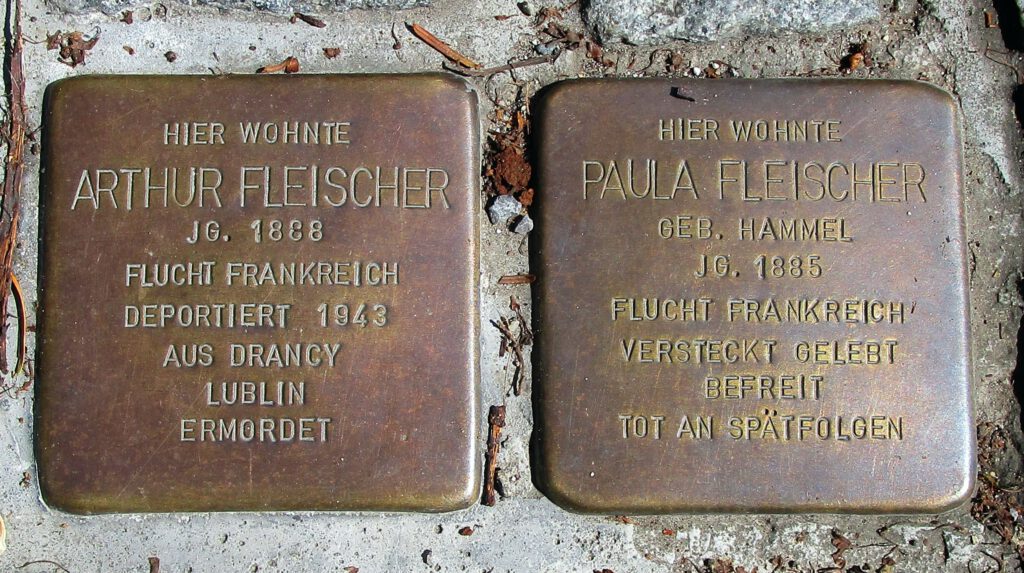 HIER WOHNTE
ARTHUR FLEISCHER
JG. 1888
FLUCHT FRANKREICH
DEPORTIERT 1943
AUS DRANCY
LUBLIN
ERMORDET
HIER WOHNTE
PAULA FLEISCHER
GEB. HAMMEL
JG. 1885
FLUCHT FRANKREICH
VERSTECKT GELEBT
BEFREIT
TOT AN SPÄTFOLGEN